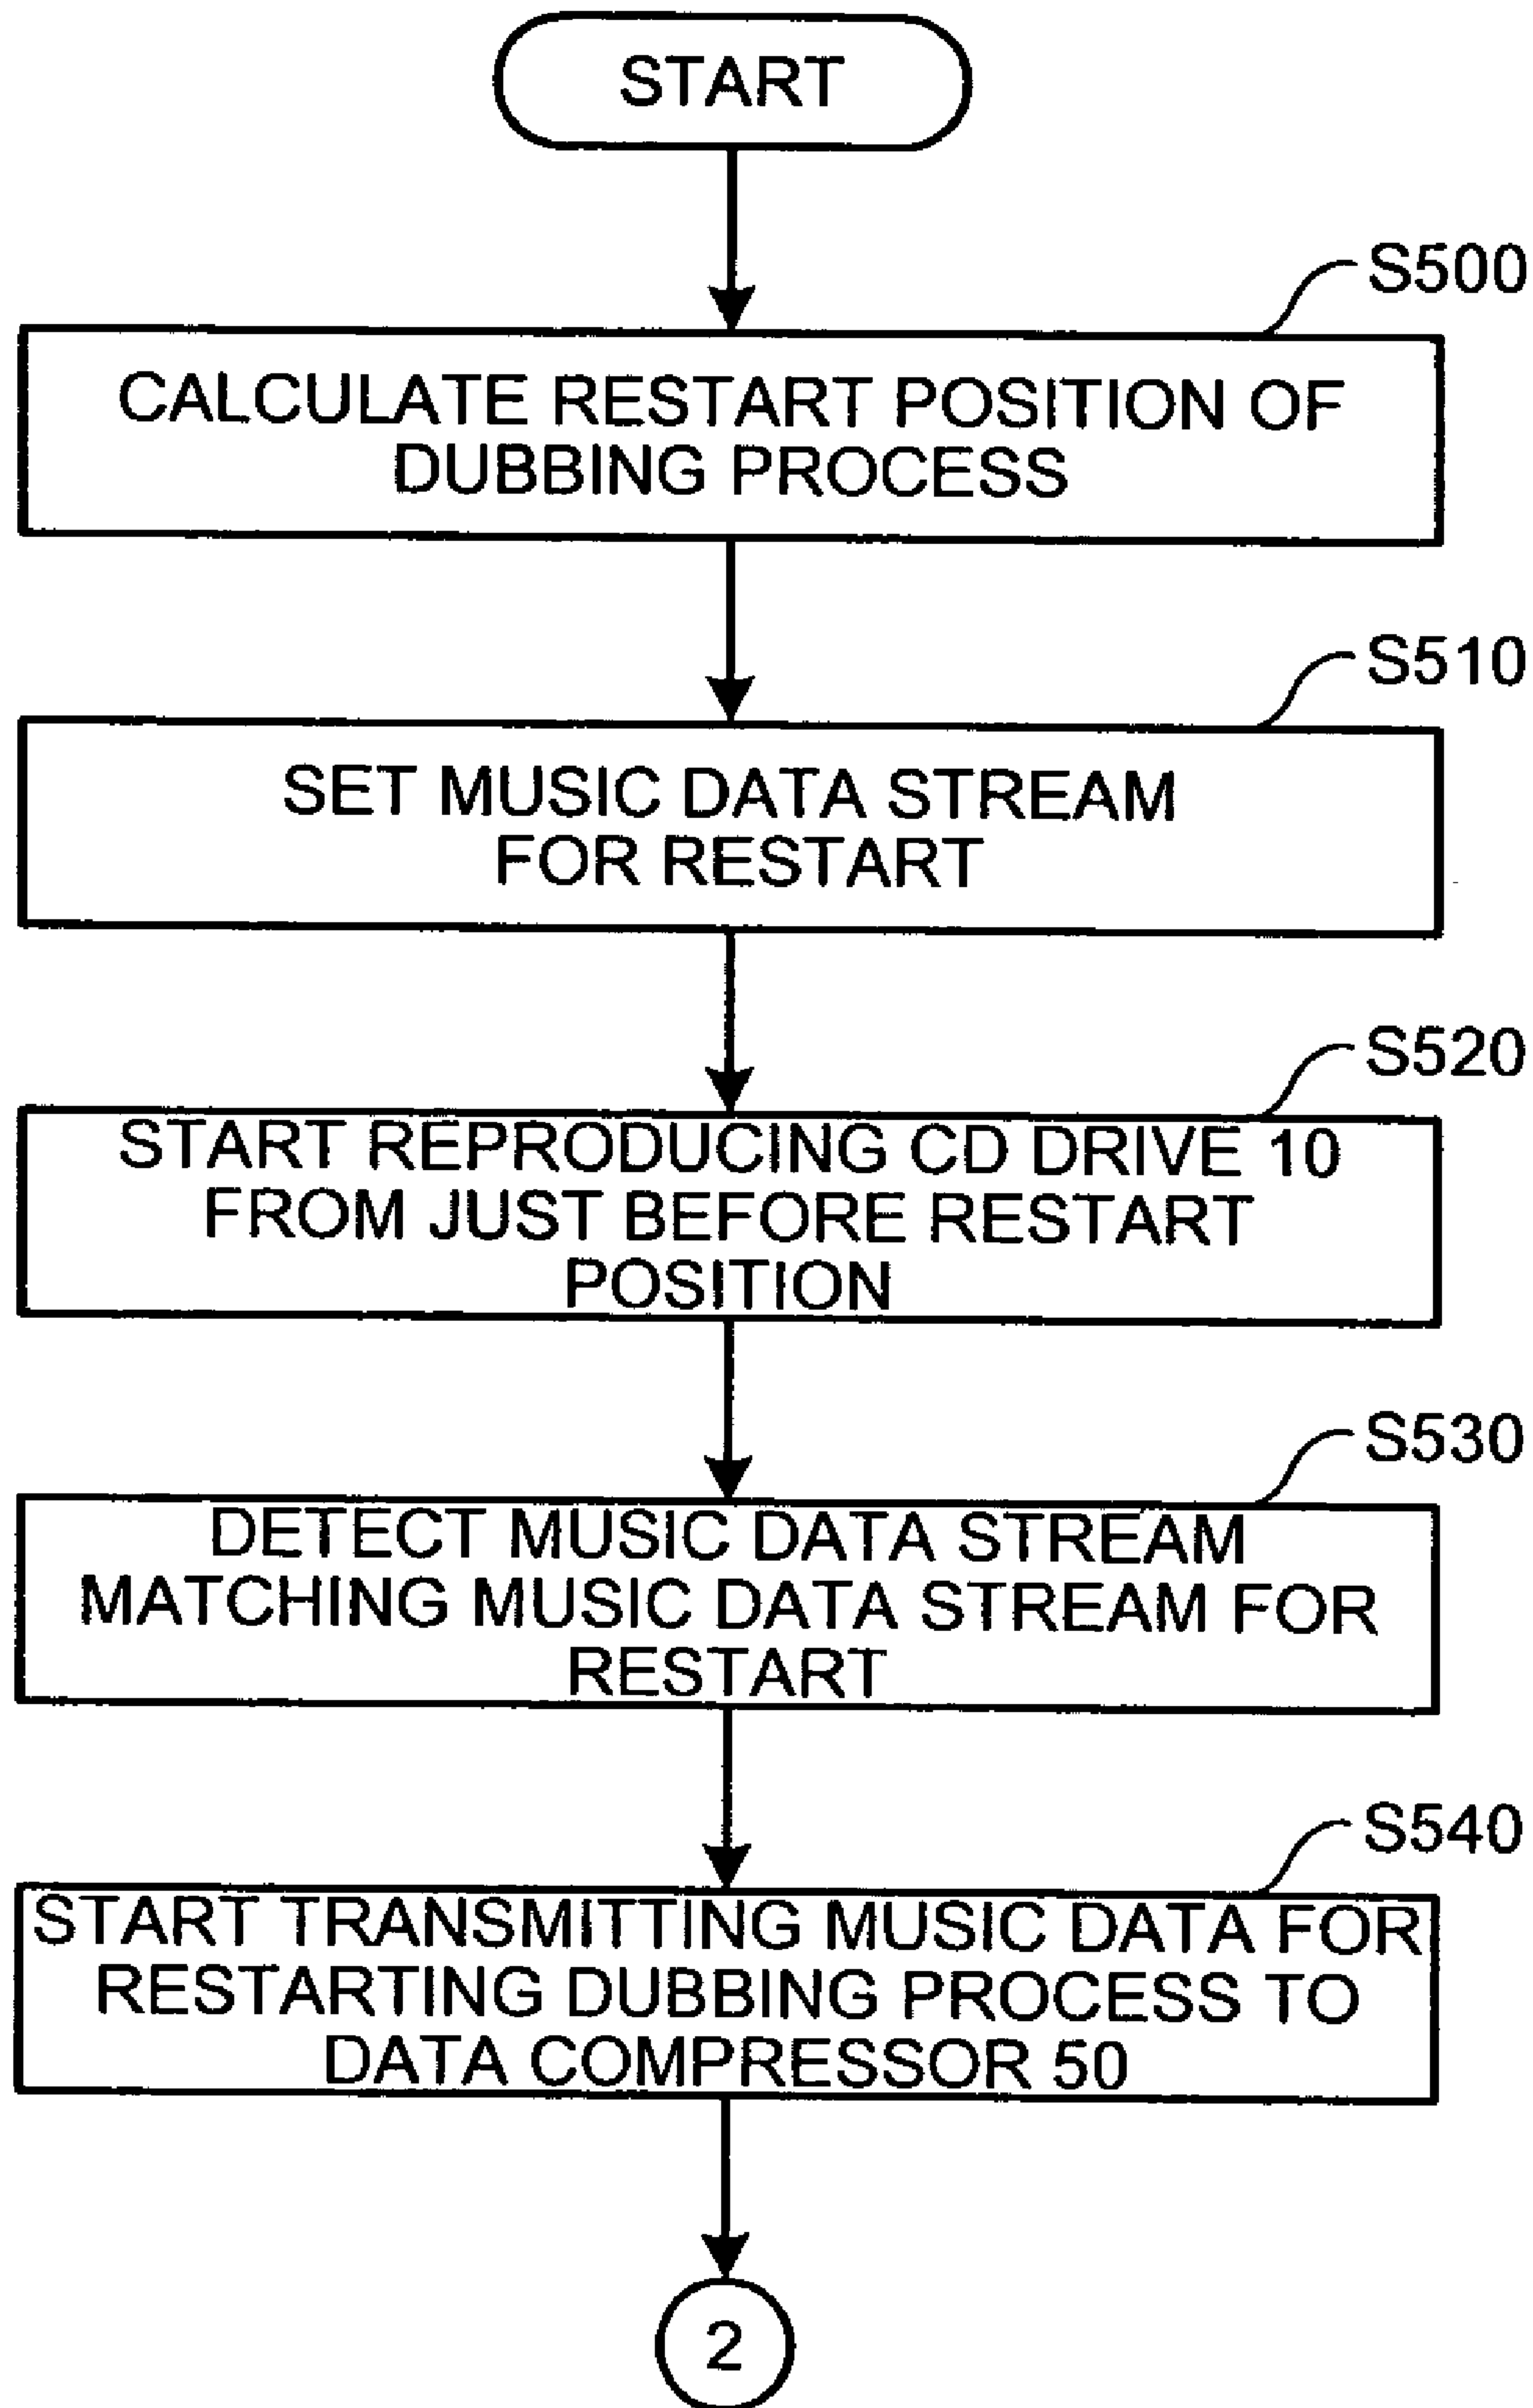 START
S500
CALCULATE RESTART POSITION OF
DUBBING PROCESS
S510
SET MUSIC DATA STREAM
FOR RESTART
S520
START REPRODUCING CD DRIVE 10
FROM JUST BEFORE RESTART
POSITION
S530
DETECT MUSIC DATA STREAM
MATCHING MUSIC DATA STREAM FOR
RESTART
S540
START TRANSMITTING MUSIC DATA FOR
RESTARTING DUBBING PROCESS TO
DATA COMPRESSOR 50
2